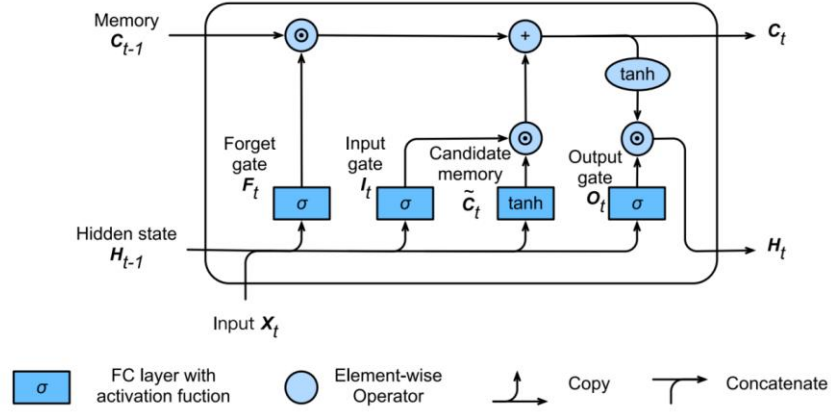 Memory
C_{t-1}
C_t
tanh
Forget
gate
F_t
Input
gate
I_t
Candidate
memory
C̃_t
Output
gate
O_t
σ
σ
tanh
σ
Hidden state
H_{t-1}
H_t
Input X_t
σ
FC layer with
activation fuction
Element-wise
Operator
Copy
Concatenate